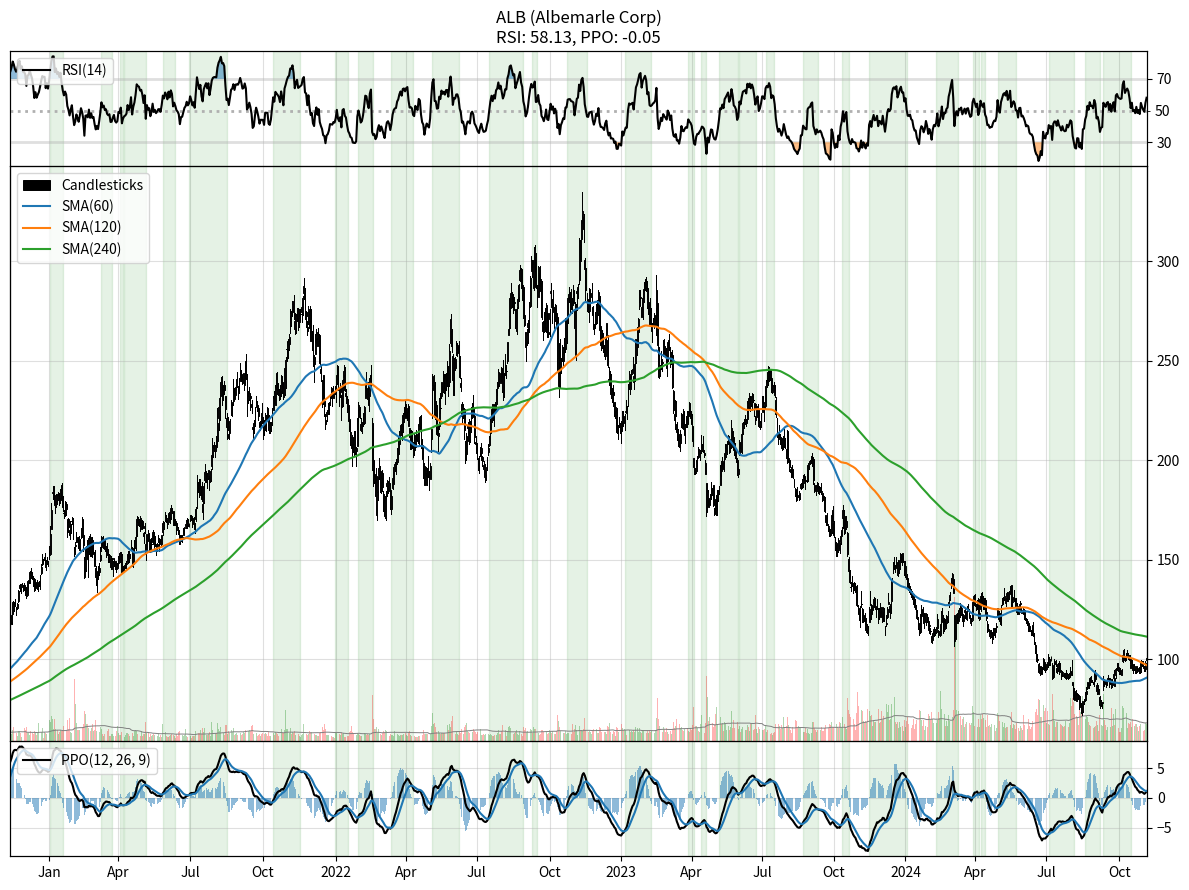 ALB (Albemarle Corp)
RSI: 58.13, PPO: -0.05
RSI(14)
70
50
30
Candlesticks
SMA(60)
SMA(120)
SMA(240)
300
250
200
150
100
PPO(12, 26, 9)
5
0
−5
Jan Apr Jul Oct 2022 Apr Jul Oct 2023 Apr Jul Oct 2024 Apr Jul Oct